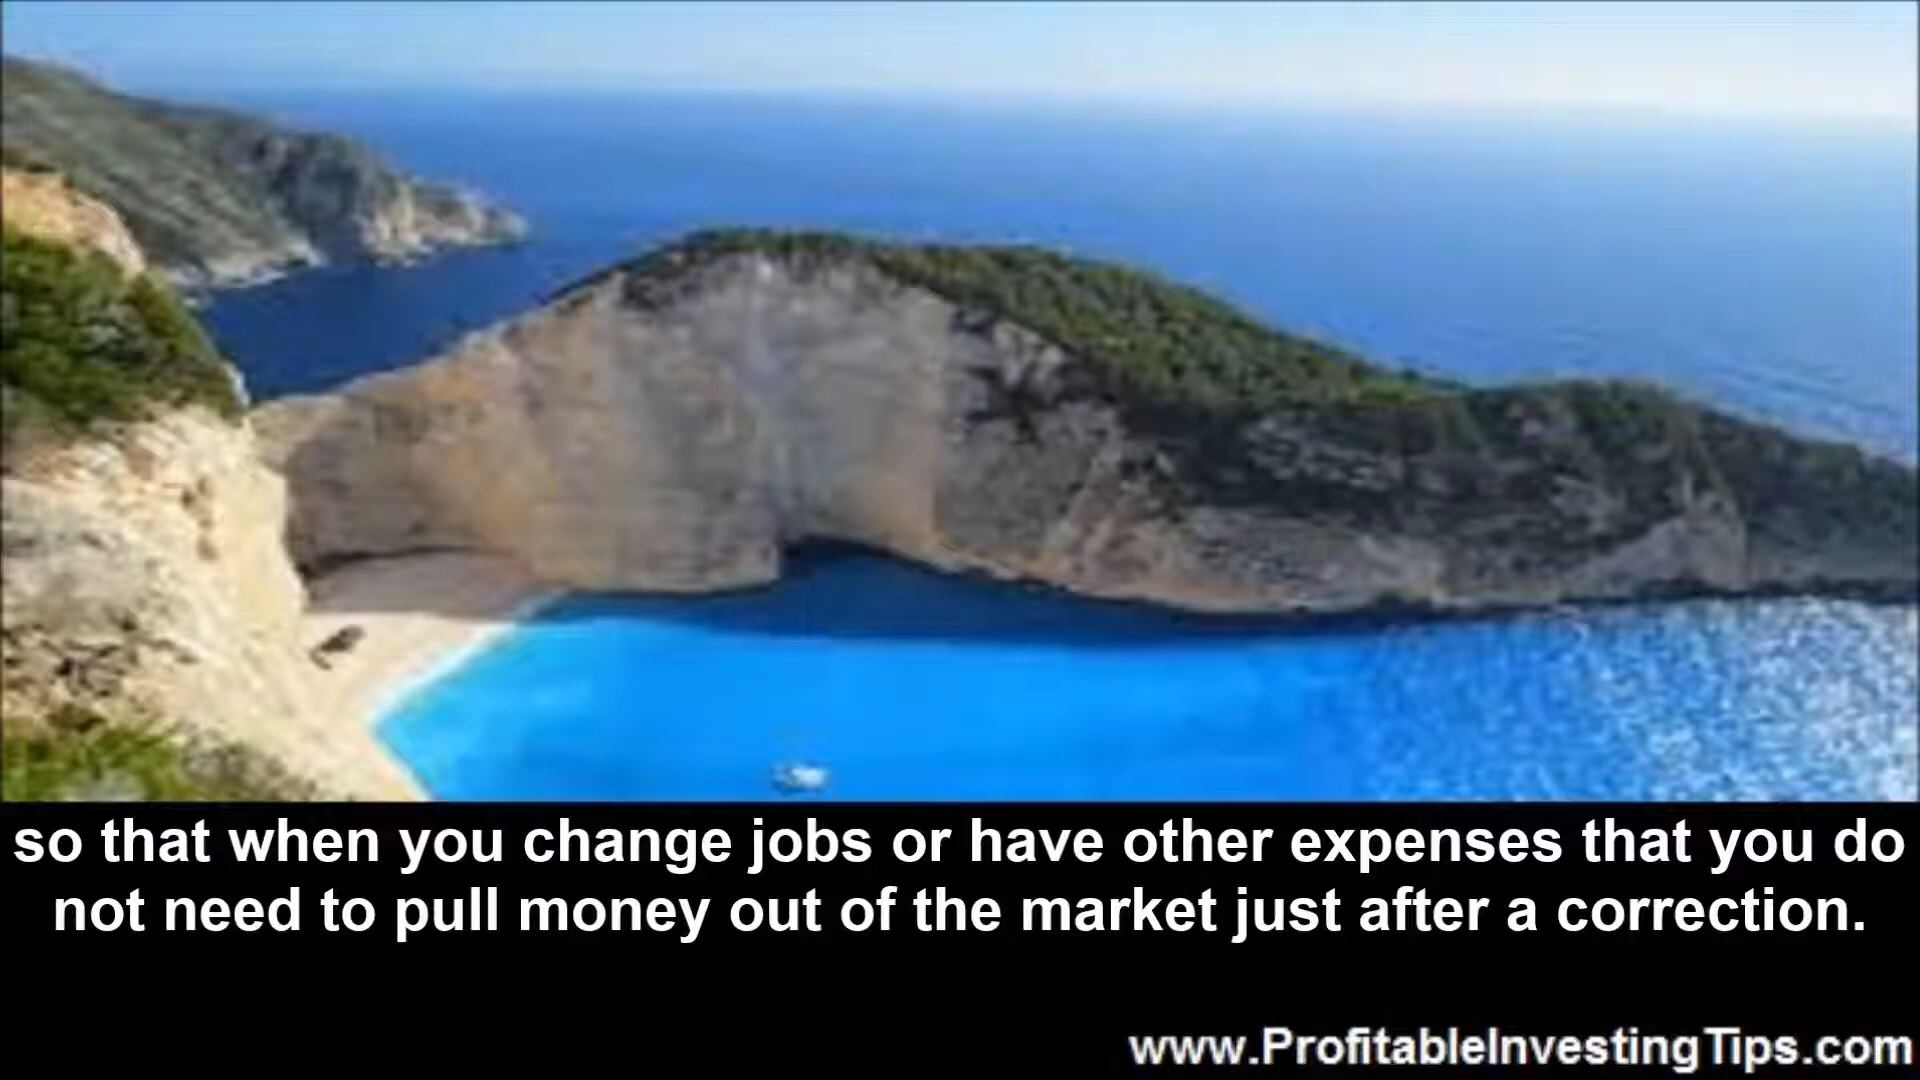 so that when you change jobs or have other expenses that you do
not need to pull money out of the market just after a correction.
www.ProfitableInvestingTips.com